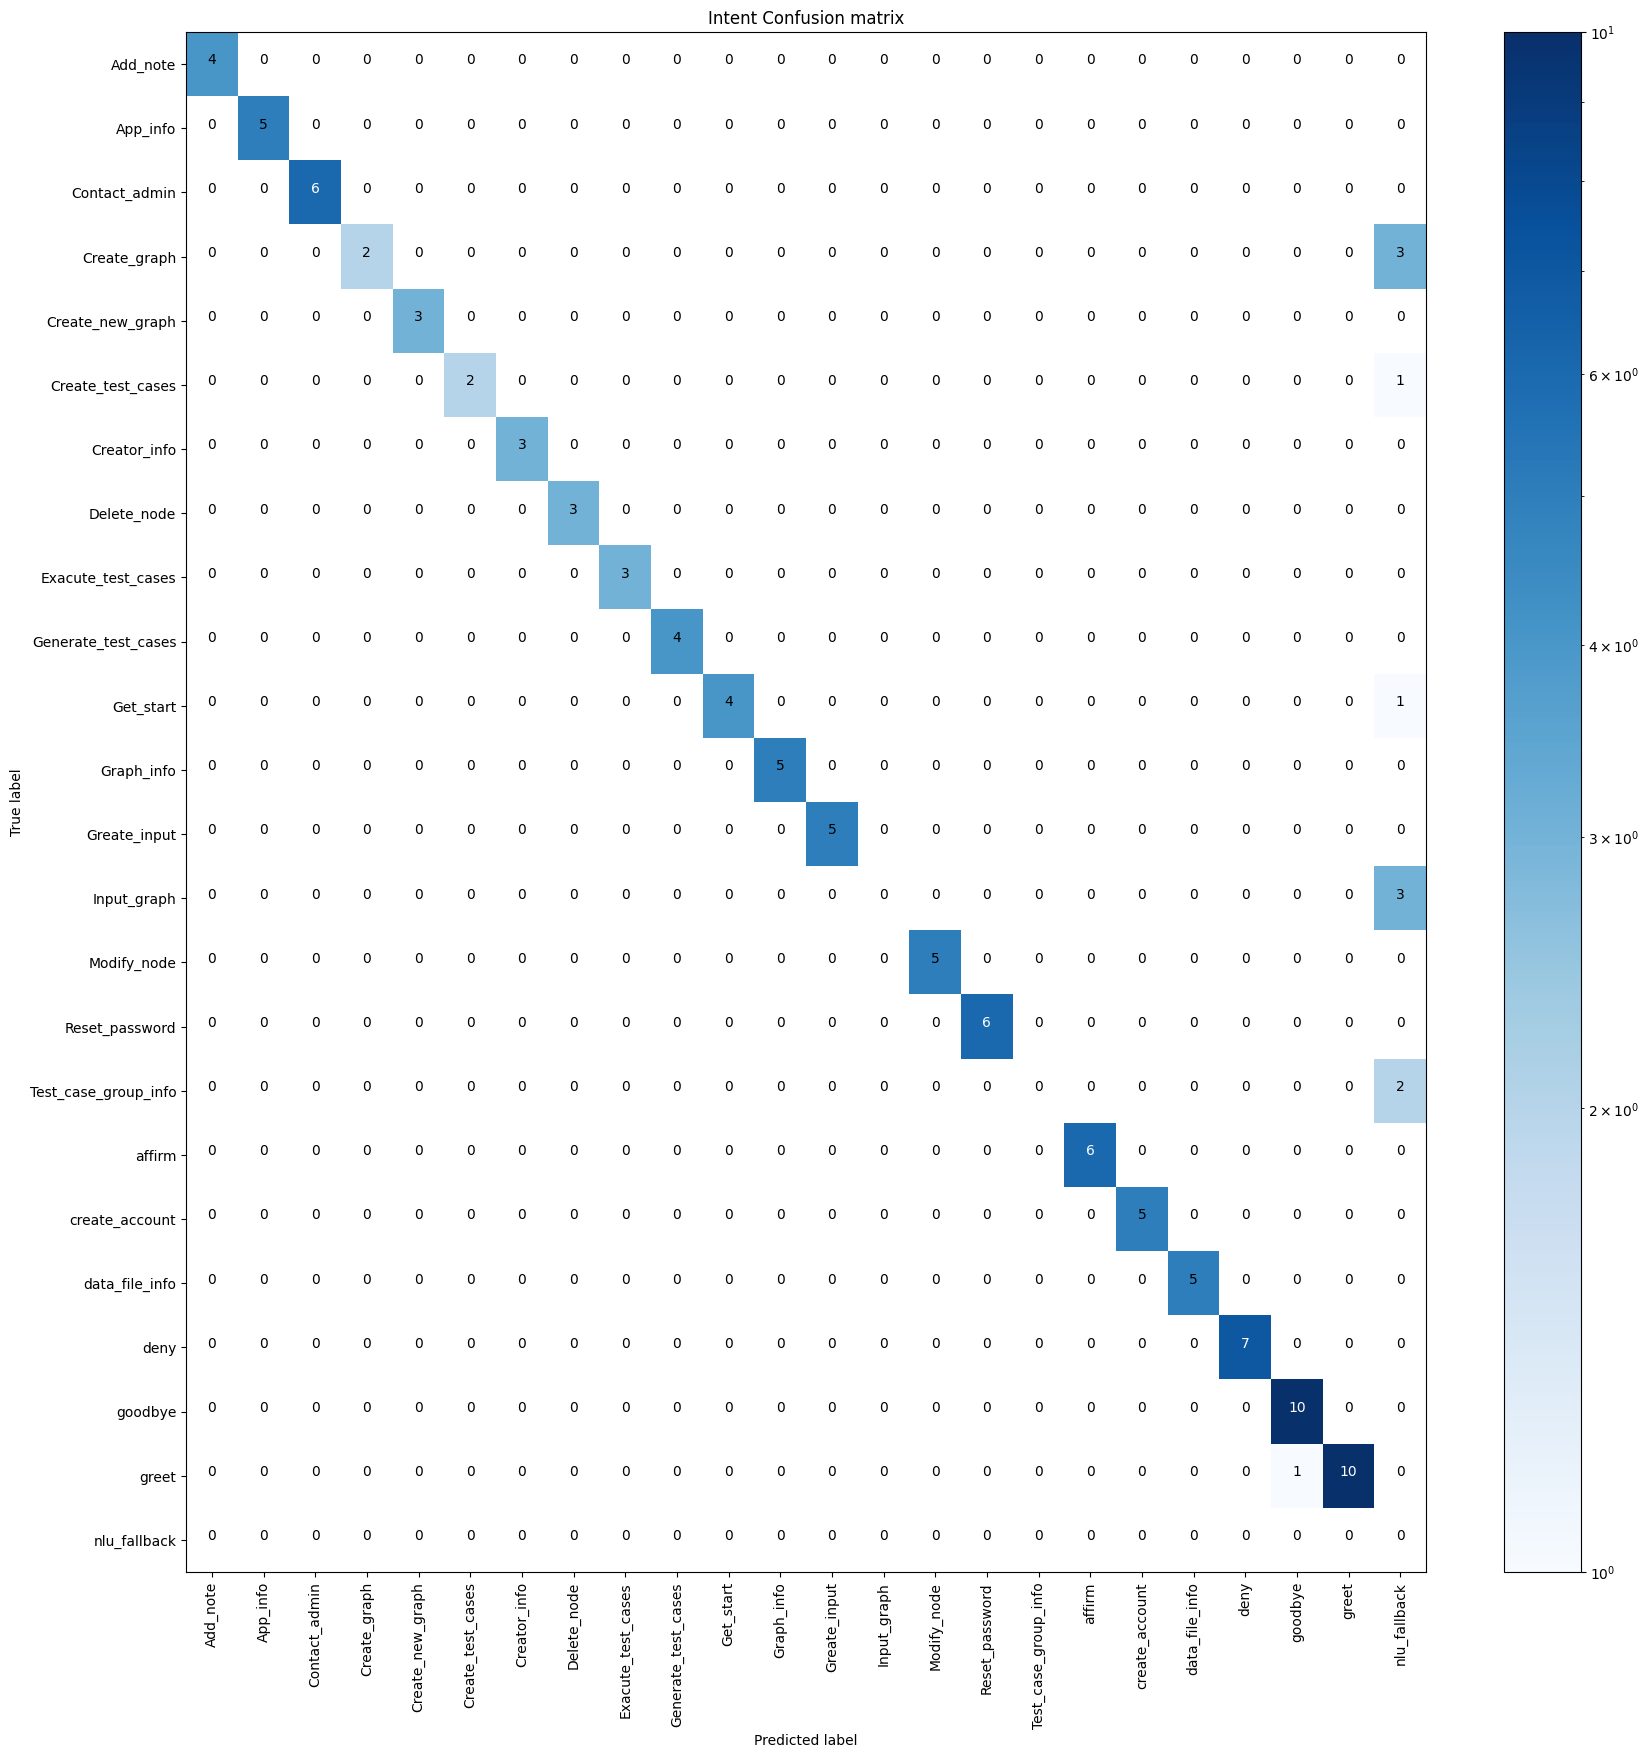 Intent Confusion matrix
Add_note 4 0 0 0 0 0 0 0 0 0 0 0 0 0 0 0 0 0 0 0 0 0 0 0
App_info 0 5 0 0 0 0 0 0 0 0 0 0 0 0 0 0 0 0 0 0 0 0 0 0
Contact_admin 0 0 6 0 0 0 0 0 0 0 0 0 0 0 0 0 0 0 0 0 0 0 0 0
Create_graph 0 0 0 2 0 0 0 0 0 0 0 0 0 0 0 0 0 0 0 0 0 0 0 3
Create_new_graph 0 0 0 0 3 0 0 0 0 0 0 0 0 0 0 0 0 0 0 0 0 0 0 0
Create_test_cases 0 0 0 0 0 2 0 0 0 0 0 0 0 0 0 0 0 0 0 0 0 0 0 1
Creator_info 0 0 0 0 0 0 3 0 0 0 0 0 0 0 0 0 0 0 0 0 0 0 0 0
Delete_node 0 0 0 0 0 0 0 3 0 0 0 0 0 0 0 0 0 0 0 0 0 0 0 0
Exacute_test_cases 0 0 0 0 0 0 0 0 3 0 0 0 0 0 0 0 0 0 0 0 0 0 0 0
Generate_test_cases 0 0 0 0 0 0 0 0 0 4 0 0 0 0 0 0 0 0 0 0 0 0 0 0
Get_start 0 0 0 0 0 0 0 0 0 0 4 0 0 0 0 0 0 0 0 0 0 0 0 1
Graph_info 0 0 0 0 0 0 0 0 0 0 0 5 0 0 0 0 0 0 0 0 0 0 0 0
Greate_input 0 0 0 0 0 0 0 0 0 0 0 0 5 0 0 0 0 0 0 0 0 0 0 0
Input_graph 0 0 0 0 0 0 0 0 0 0 0 0 0 0 0 0 0 0 0 0 0 0 0 3
Modify_node 0 0 0 0 0 0 0 0 0 0 0 0 0 0 5 0 0 0 0 0 0 0 0 0
Reset_password 0 0 0 0 0 0 0 0 0 0 0 0 0 0 0 6 0 0 0 0 0 0 0 0
Test_case_group_info 0 0 0 0 0 0 0 0 0 0 0 0 0 0 0 0 0 0 0 0 0 0 0 2
affirm 0 0 0 0 0 0 0 0 0 0 0 0 0 0 0 0 0 6 0 0 0 0 0 0
create_account 0 0 0 0 0 0 0 0 0 0 0 0 0 0 0 0 0 0 5 0 0 0 0 0
data_file_info 0 0 0 0 0 0 0 0 0 0 0 0 0 0 0 0 0 0 0 5 0 0 0 0
deny 0 0 0 0 0 0 0 0 0 0 0 0 0 0 0 0 0 0 0 0 7 0 0 0
goodbye 0 0 0 0 0 0 0 0 0 0 0 0 0 0 0 0 0 0 0 0 0 10 0 0
greet 0 0 0 0 0 0 0 0 0 0 0 0 0 0 0 0 0 0 0 0 0 1 10 0
nlu_fallback 0 0 0 0 0 0 0 0 0 0 0 0 0 0 0 0 0 0 0 0 0 0 0 0
True label
Add_note
App_info
Contact_admin
Create_graph
Create_new_graph
Create_test_cases
Creator_info
Delete_node
Exacute_test_cases
Generate_test_cases
Get_start
Graph_info
Greate_input
Input_graph
Modify_node
Reset_password
Test_case_group_info
affirm
create_account
data_file_info
deny
goodbye
greet
nlu_fallback
Predicted label
10¹
6 × 10⁰
4 × 10⁰
3 × 10⁰
2 × 10⁰
10⁰